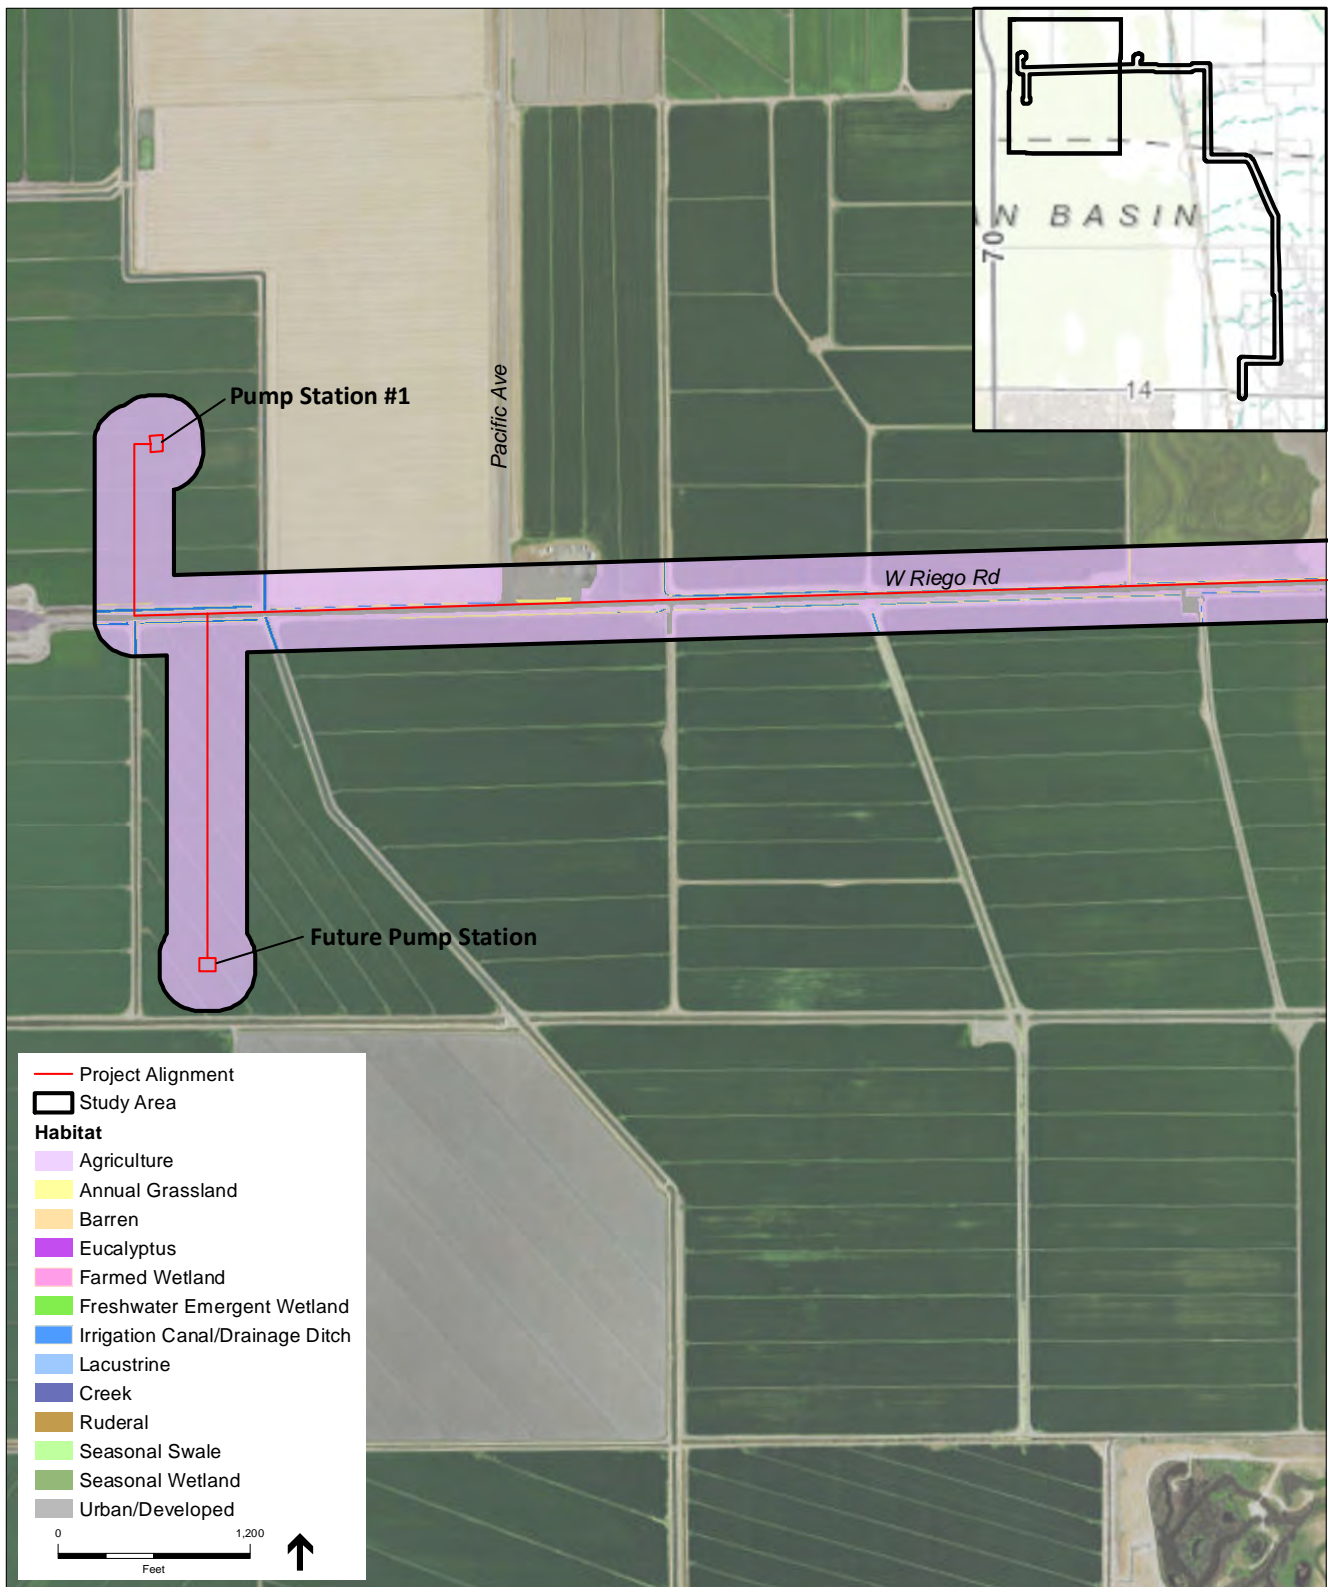 AN BASIN
70
14
Pump Station #1
Pacific Ave
W Riego Rd
Future Pump Station
Project Alignment
Study Area
Habitat
Agriculture
Annual Grassland
Barren
Eucalyptus
Farmed Wetland
Freshwater Emergent Wetland
Irrigation Canal/Drainage Ditch
Lacustrine
Creek
Ruderal
Seasonal Swale
Seasonal Wetland
Urban/Developed
0 1,200
Feet